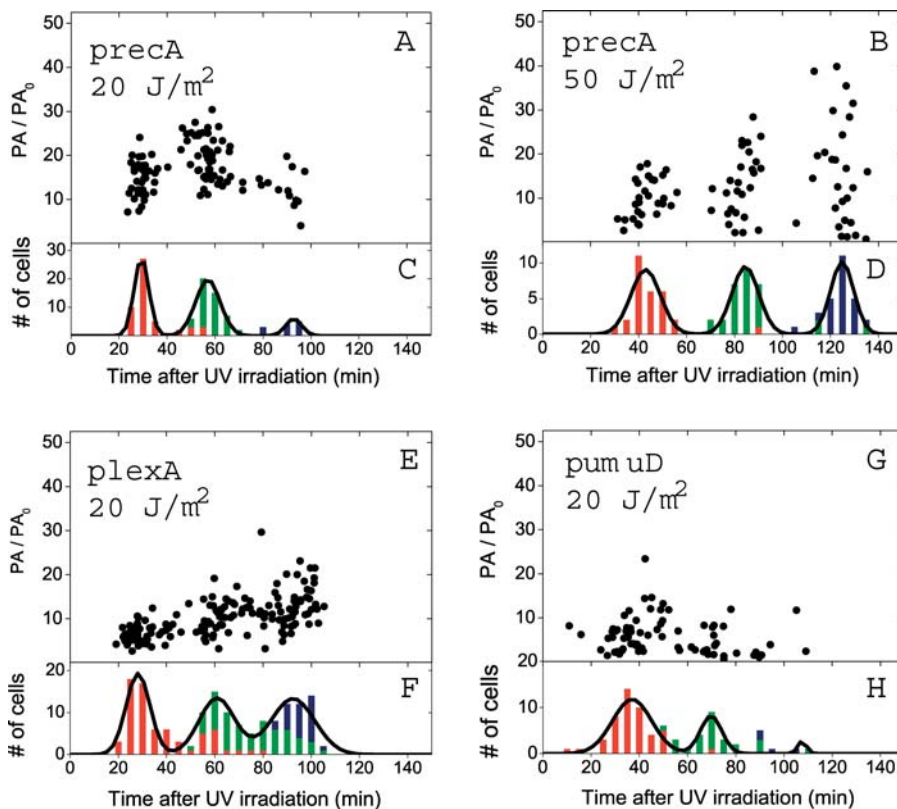 50
40
30
20
10
PA / PA0
precA
20 J/m²
A
30
20
10
# of cells
C
0 20 40 60 80 100 120 140
Time after UV irradiation (min)
50
40
30
20
10
PA / PA0
precA
50 J/m²
B
10
5
0
# of cells
D
0 20 40 60 80 100 120 140
Time after UV irradiation (min)
50
40
30
20
10
PA / PA0
plexA
20 J/m²
E
20
10
0
# of cells
F
0 20 40 60 80 100 120 140
Time after UV irradiation (min)
50
40
30
20
10
PA / PA0
pum uD
20 J/m²
G
20
10
0
# of cells
H
0 20 40 60 80 100 120 140
Time after UV irradiation (min)